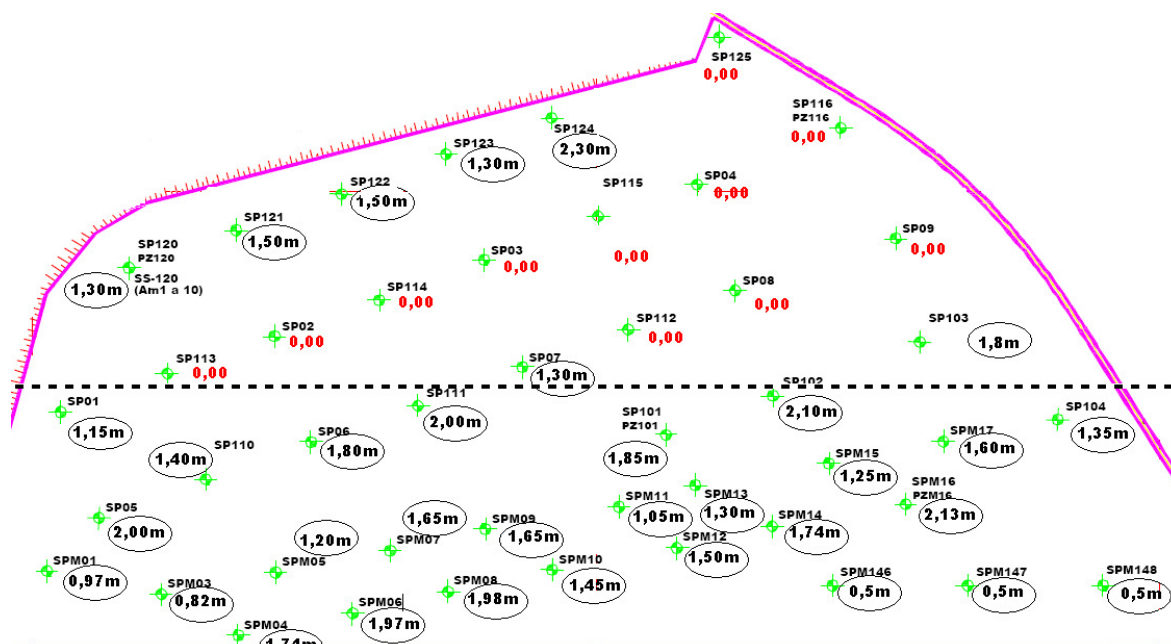 SP125
0,00
SP116
PZ116
0,00
SP124
2,30m
SP123
1,30m
SP04
0,00
SP122
1,50m
SP115
0,00
SP121
1,50m
SP09
0,00
SP120
PZ120
SS-120
(Am1 a 10)
1,30m
SP03
0,00
SP114
0,00
SP08
0,00
SP112
0,00
SP02
0,00
SP103
1,8m
SP113
0,00
SP07
1,30m
SP102
2,10m
SP01
1,15m
SP111
2,00m
SP101
PZ101
1,85m
SP104
1,35m
SP06
1,80m
SPM17
1,60m
SP110
1,40m
SPM15
1,25m
SPM16
PZM16
2,13m
SPM13
1,30m
SPM11
1,05m
SP05
2,00m
SPM14
1,74m
SPM09
1,65m
SPM07
1,65m
SPM12
1,50m
SPM05
1,20m
SPM01
0,97m
SPM10
1,45m
SPM03
0,82m
SPM08
1,98m
SPM146
0,5m
SPM147
0,5m
SPM148
0,5m
SPM06
1,97m
SPM04
1,74m